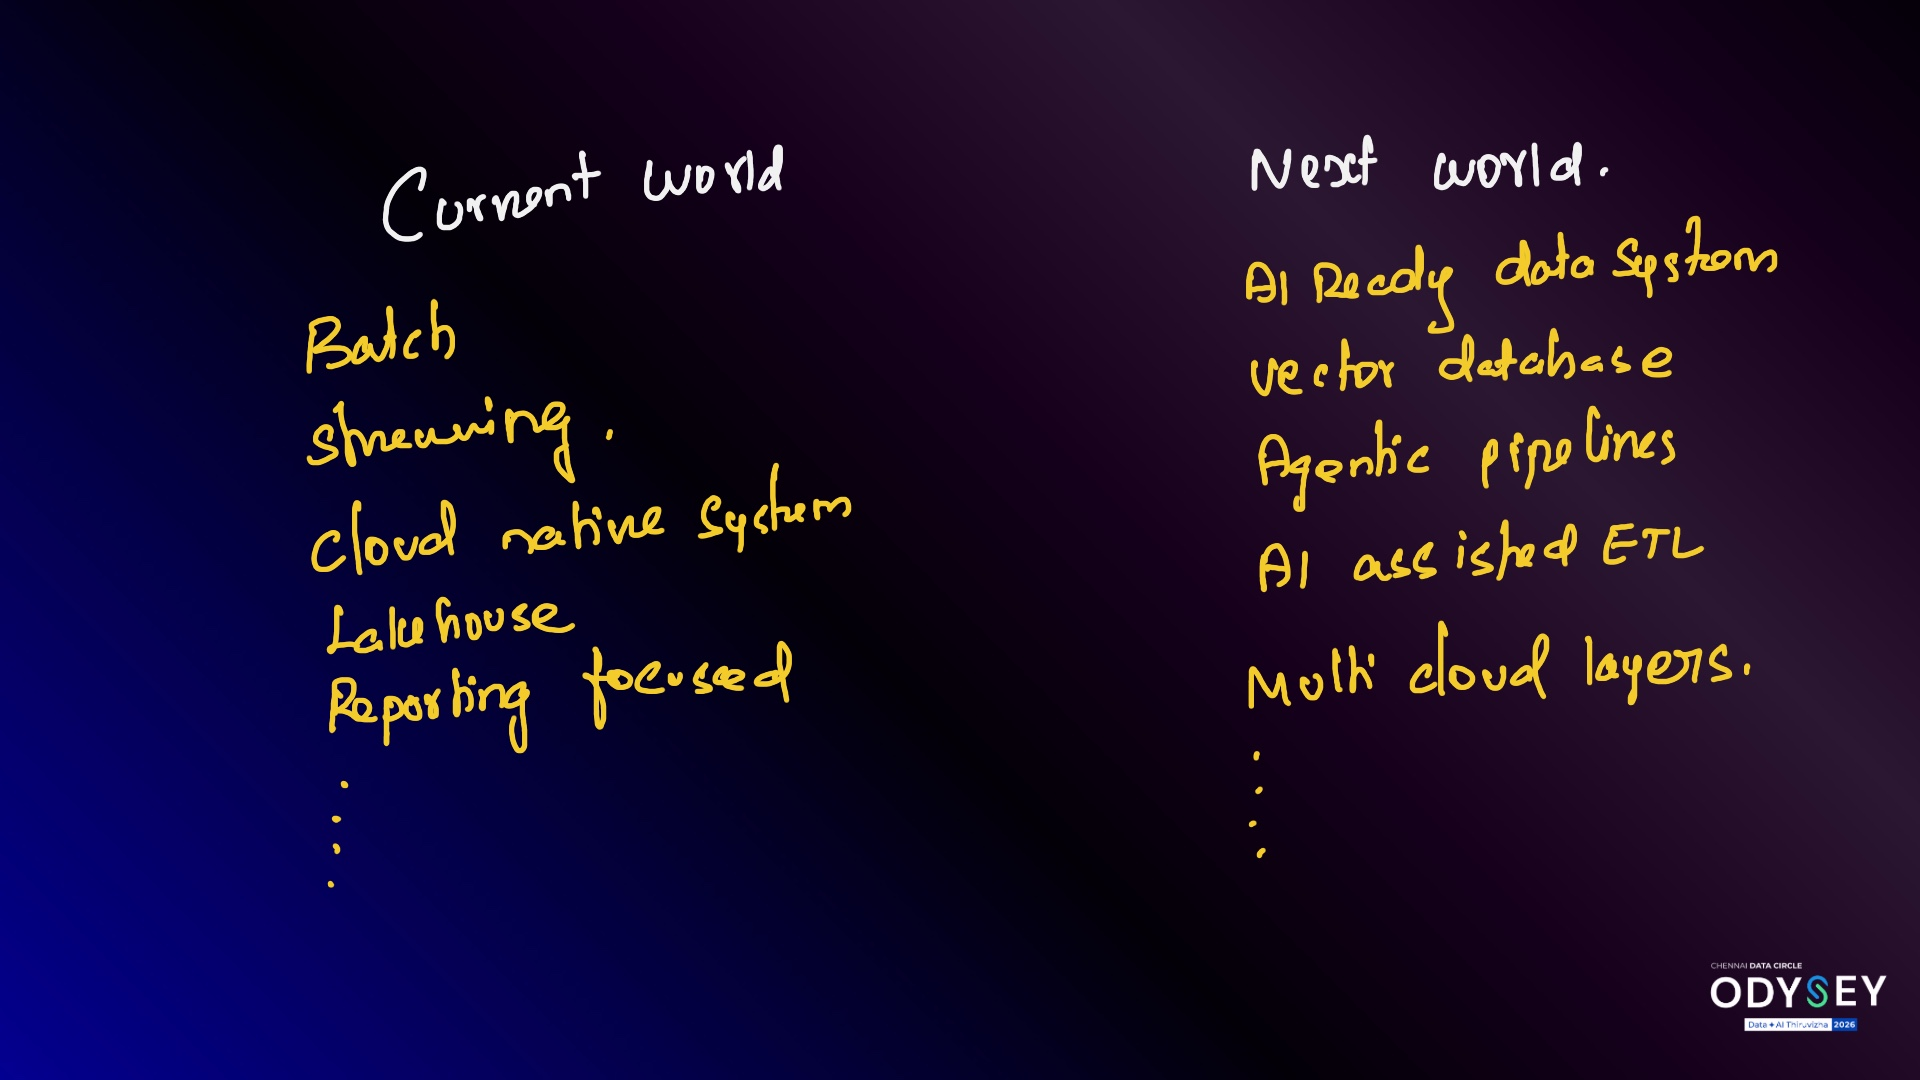 Current world
Batch
streaming.
Cloud native system
Lakehouse
Reporting focused
Next world.
AI Ready data system
vector database
Agentic pipelines
AI assisted ETL
Multi cloud layers.
CHENNAI DATA CIRCLE
ODYSSEY
Data + AI Thiruvizha 2026